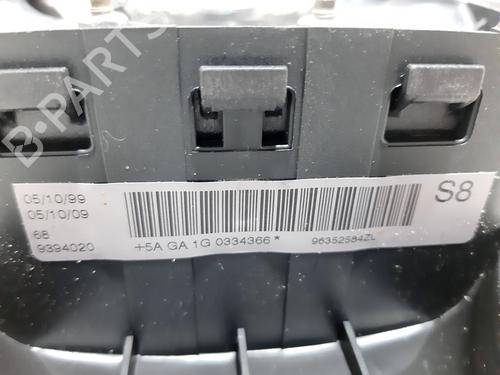 B-PARTS
05/10/99
05/10/09
68
9394020
+5A GA 1G 0334366*
96352584ZL
S8